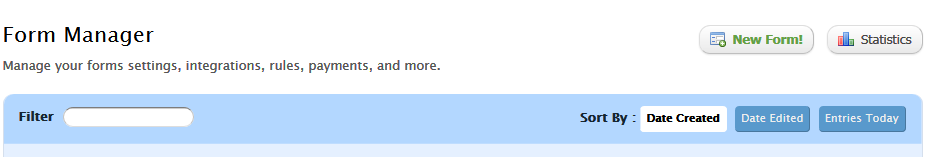 Form Manager
New Form!
Statistics
Manage your forms settings, integrations, rules, payments, and more.
Filter
Sort By : Date Created Date Edited Entries Today